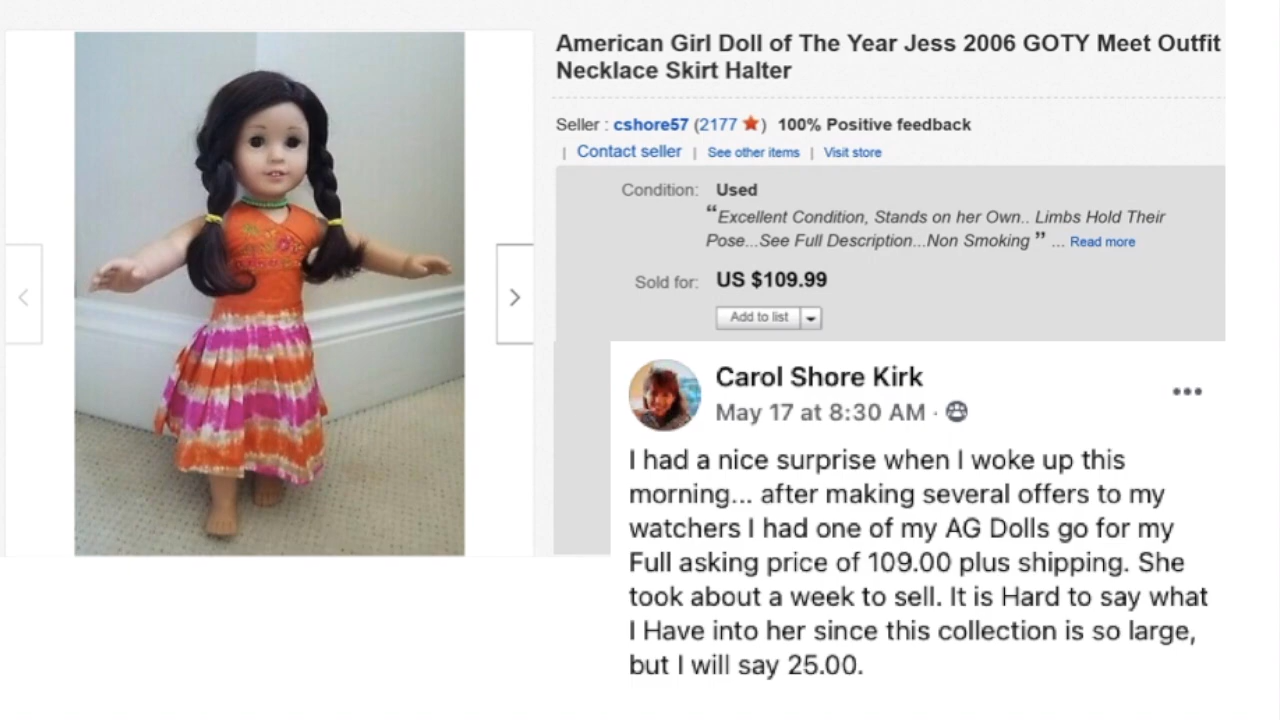 American Girl Doll of The Year Jess 2006 GOTY Meet Outfit
Necklace Skirt Halter
Seller : cshore57 (2177 ) 100% Positive feedback
| Contact seller | See other items | Visit store
Condition: Used
“Excellent Condition, Stands on her Own.. Limbs Hold Their
Pose...See Full Description...Non Smoking ” ... Read more
Sold for: US $109.99
Add to list
Carol Shore Kirk
May 17 at 8:30 AM ·
I had a nice surprise when I woke up this
morning... after making several offers to my
watchers I had one of my AG Dolls go for my
Full asking price of 109.00 plus shipping. She
took about a week to sell. It is Hard to say what
I Have into her since this collection is so large,
but I will say 25.00.